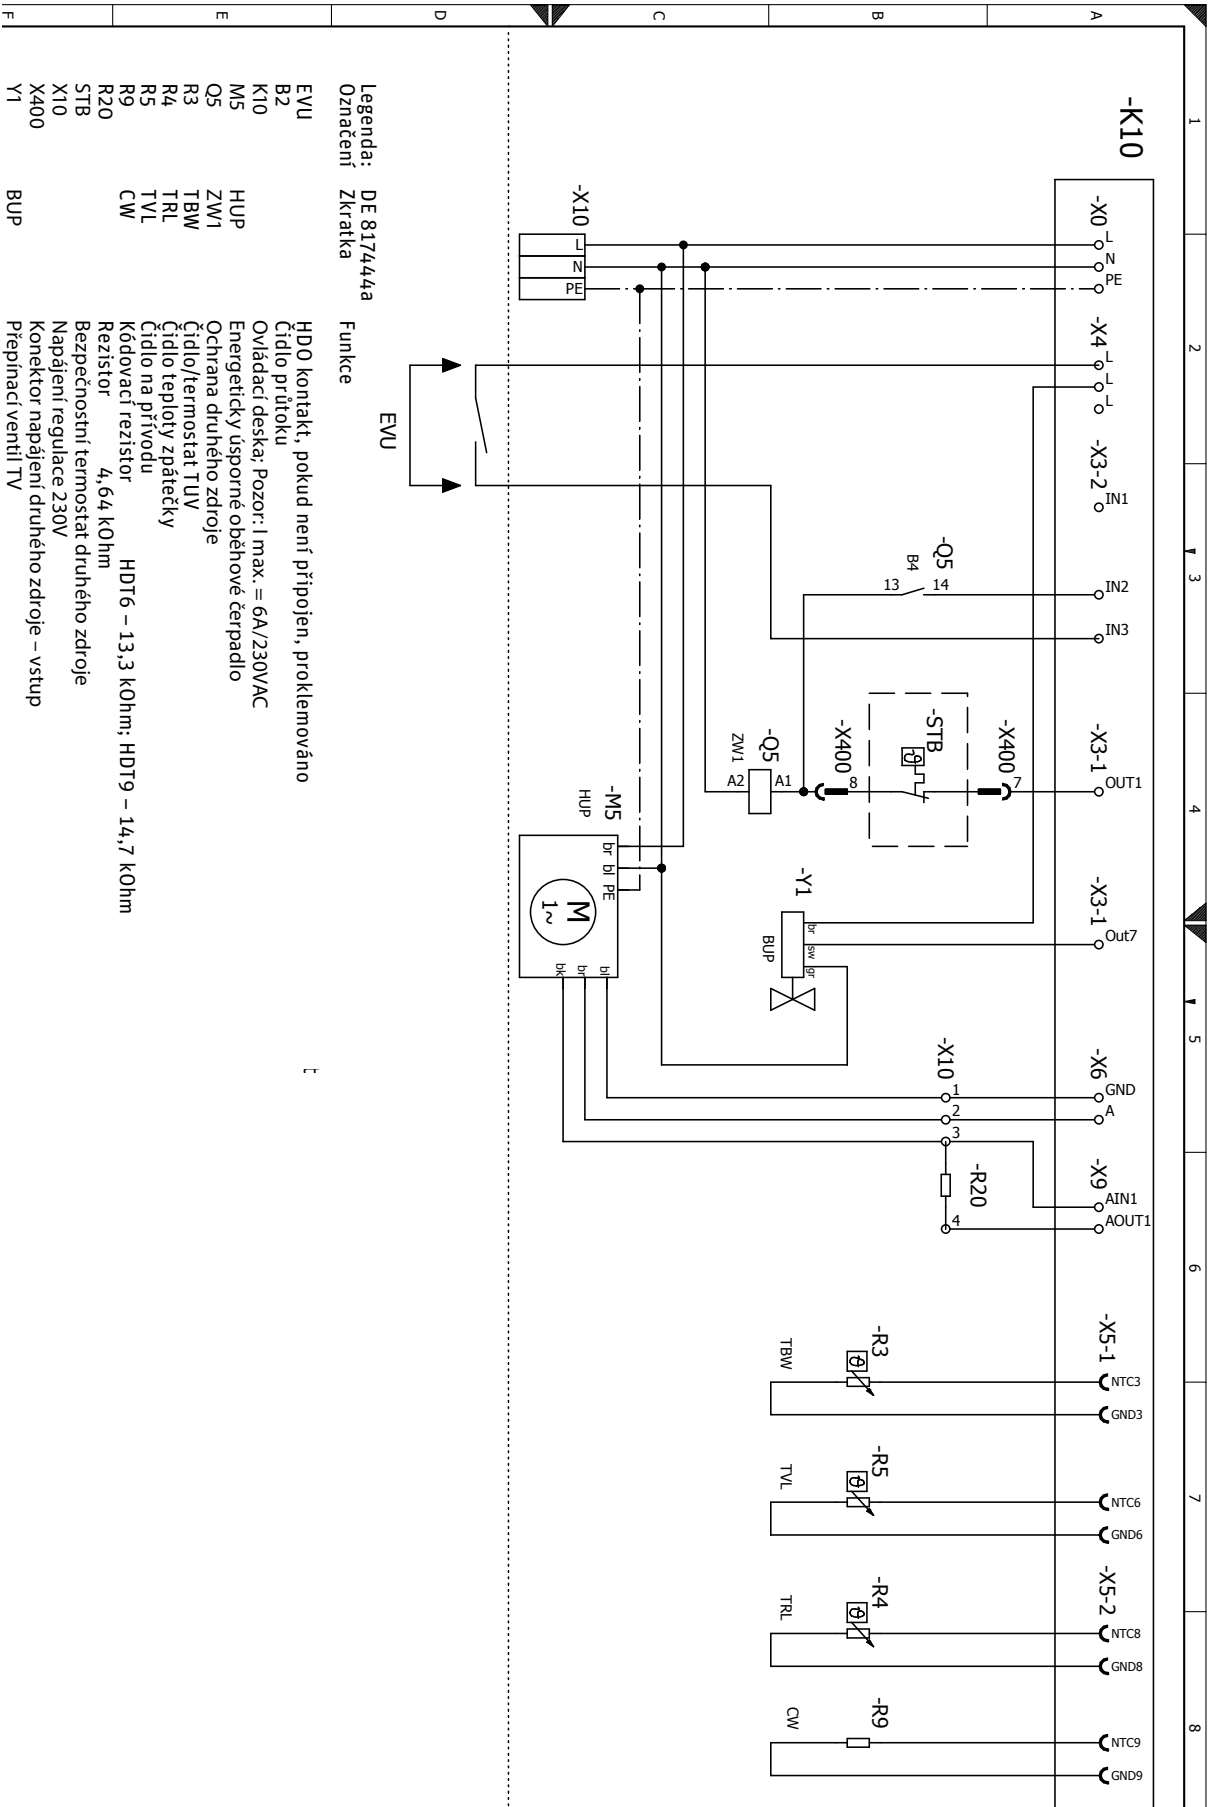 1 2 3 4 5 6 7 8
A
B
C
D
E
F
-K10
-X0 -X4 -X3-2 -X3-1 -X3-1 -X6 -X9 -X5-1 -X5-2
L N PE L L L IN1 IN2 IN3 OUT1 Out7 GND A AIN1 AOUT1 NTC3 GND3 NTC6 GND6 NTC8 GND8 NTC9 GND9
-X400
7
-STB
-X400
8
-Q5
B4
13 14
-Q5
ZW1
A2 A1
-Y1
BUP
br sw gr
-X10
1 2 3 4
-R20
-R3
TBW
-R5
TVL
-R4
TRL
-R9
CW
-X10
L
N
PE
-M5
HUP
br bl PE
M
1~
bk br bl
EVU
Legenda: DE 817444a
Označení Zkratka Funkce
EVU HDO kontakt, pokud není připojen, proklemováno
B2 Čidlo průtoku
K10 Ovládací deska; Pozor: I max. = 6A/230VAC
M5 HUP Energeticky úsporné oběhové čerpadlo
Q5 ZW1 Ochrana druhého zdroje
R3 TBW Čidlo/termostat TUV
R4 TRL Čidlo teploty zpátečky
R5 TVL Čidlo na přívodu
R9 CW Kódovací rezistor HDT6 – 13,3 kOhm; HDT9 – 14,7 kOhm
R20 Rezistor 4,64 kOhm
STB Bezpečnostní termostat druhého zdroje
X10 Napájení regulace 230V
X400 Konektor napájení druhého zdroje – vstup
Y1 BUP Přepínací ventil TV